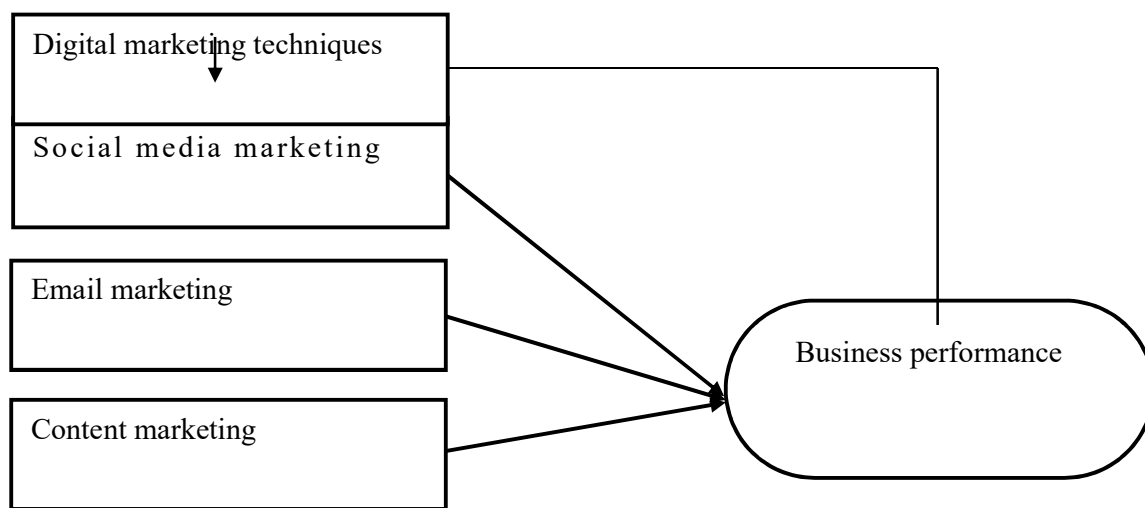 Digital marketing techniques
Social media marketing
Email marketing
Business performance
Content marketing